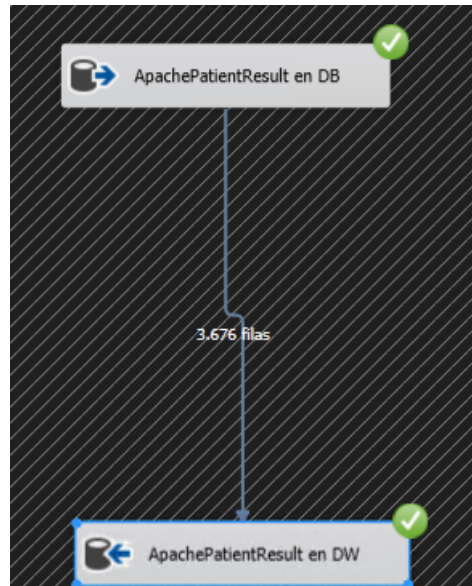 ApachePatientResult en DB
3.676 filas
ApachePatientResult en DW